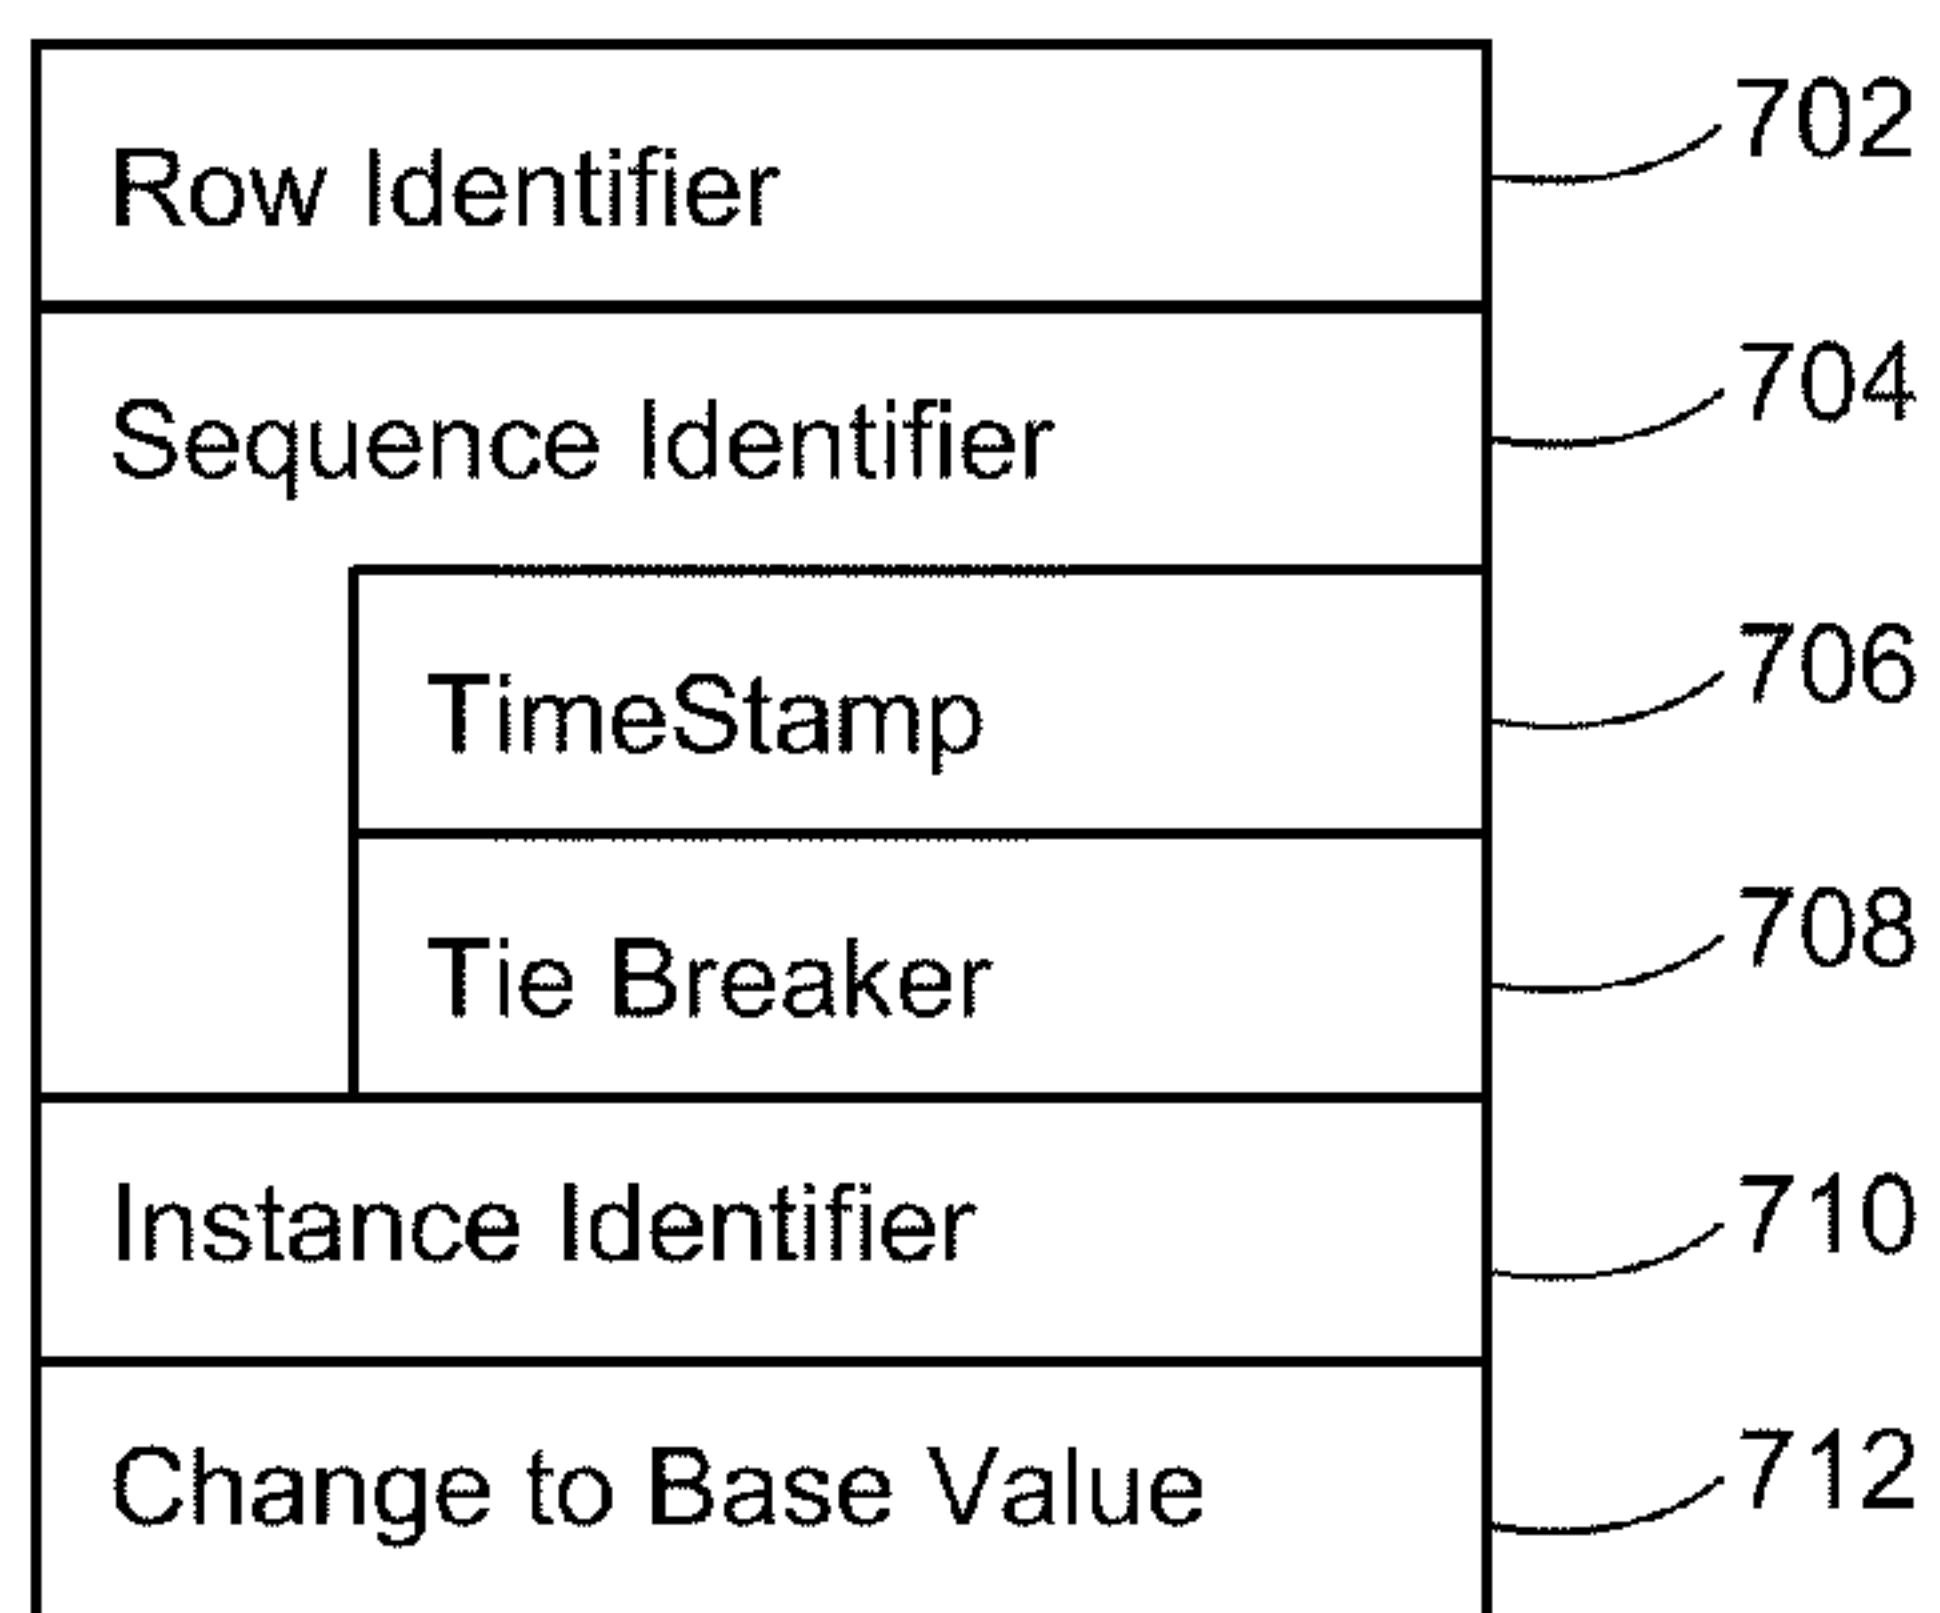 Row Identifier 702
Sequence Identifier 704
TimeStamp 706
Tie Breaker 708
Instance Identifier 710
Change to Base Value 712